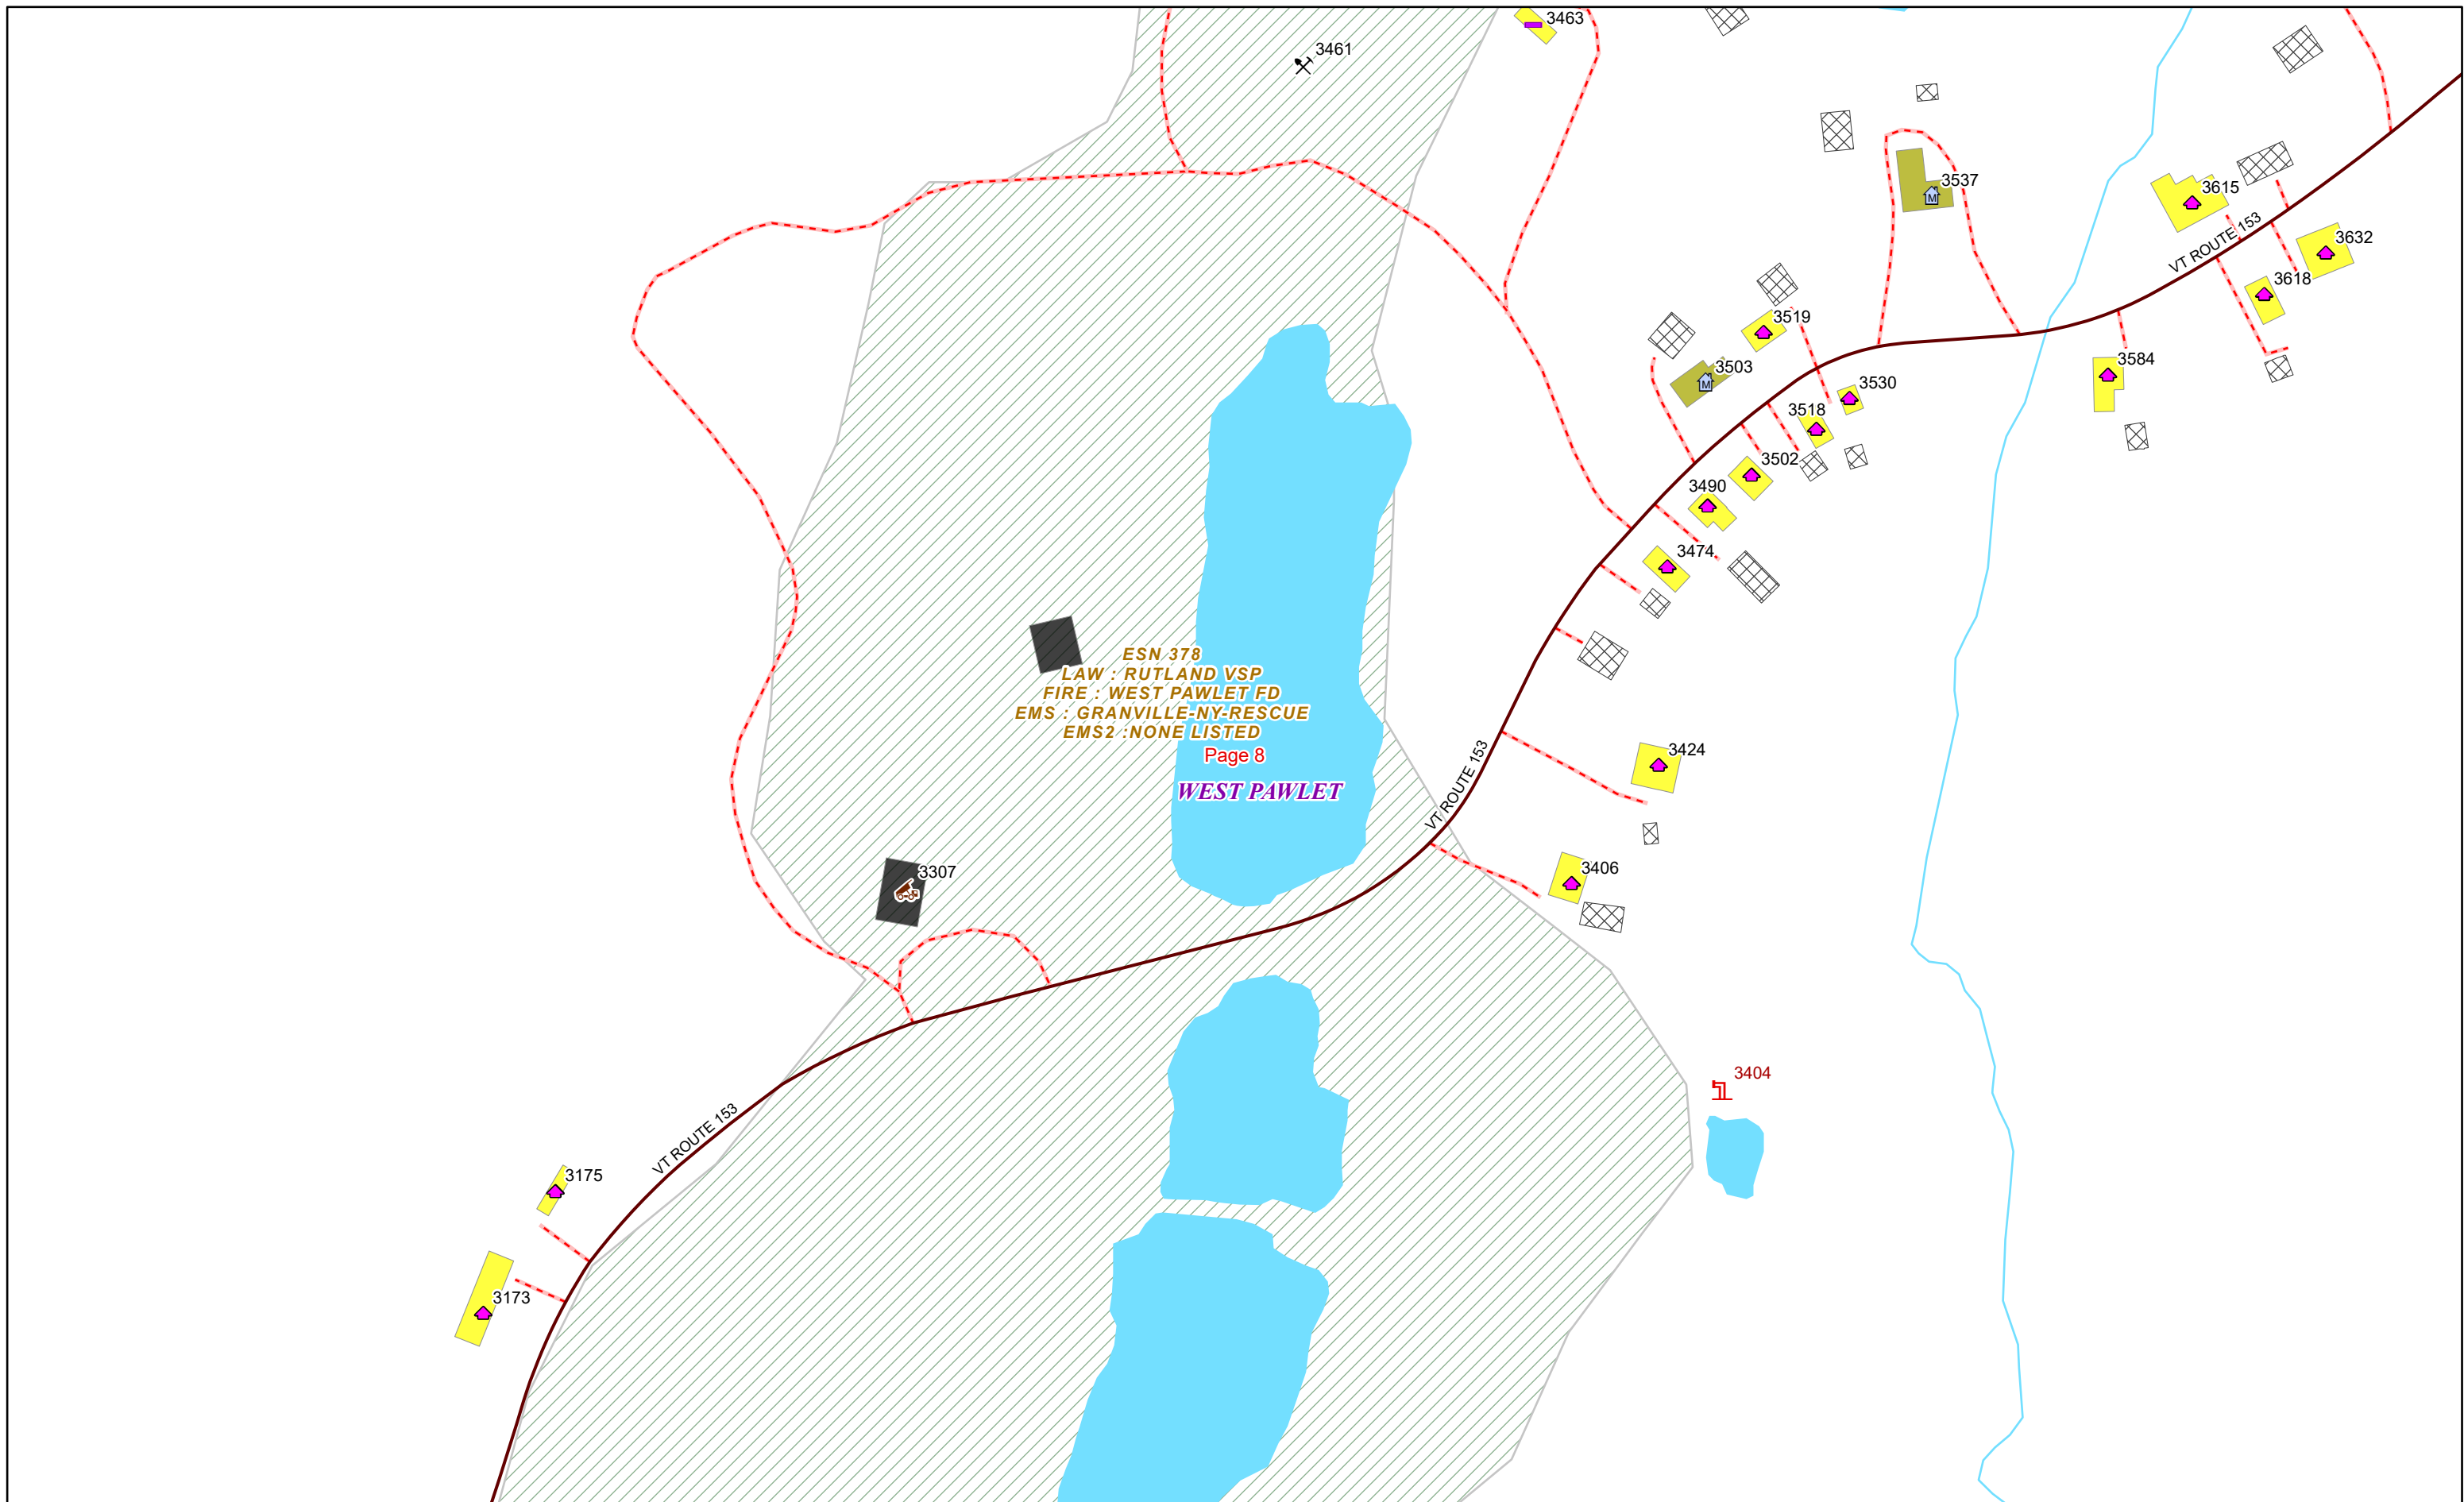 3463
3461
3537
3615
VT ROUTE 153
3632
3618
3519
3503
3584
3530
3518
3502
3490
3474
ESN 378
LAW : RUTLAND VSP
FIRE : WEST PAWLET FD
EMS : GRANVILLE-NY-RESCUE
EMS2 :NONE LISTED
Page 8
WEST PAWLET
VT ROUTE 153
3424
3406
3307
3404
VT ROUTE 153
3175
3173
M
M